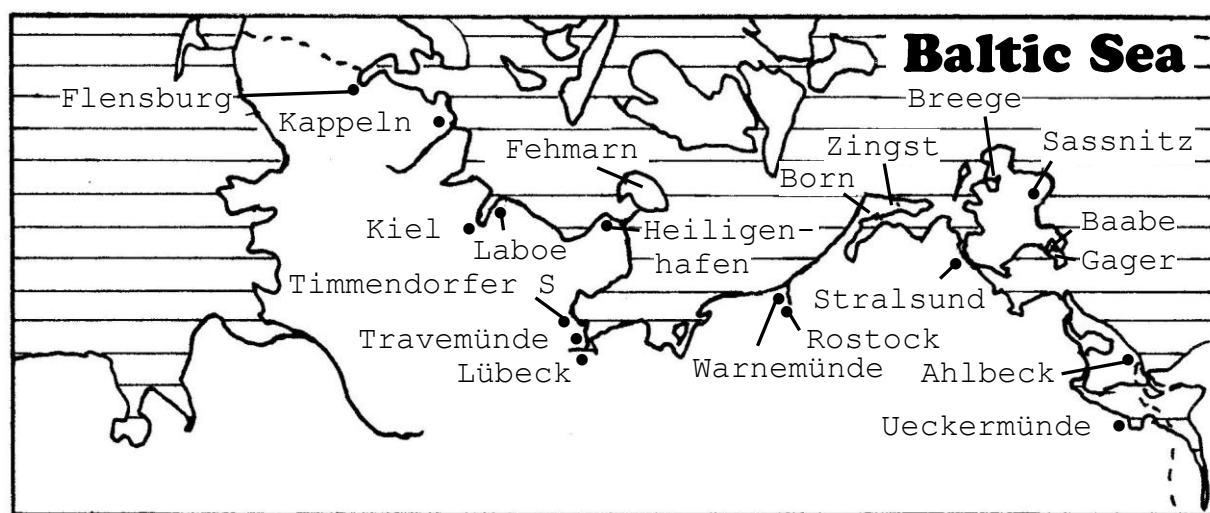 Baltic Sea
Flensburg
Breege
Kappeln
Fehmarn
Zingst
Sassnitz
Born
Kiel
Laboe
Heiligen-
hafen
Baabe
Gager
Timmendorfer S
Stralsund
Travemünde
Rostock
Lübeck
Warnemünde
Ahlbeck
Ueckermünde